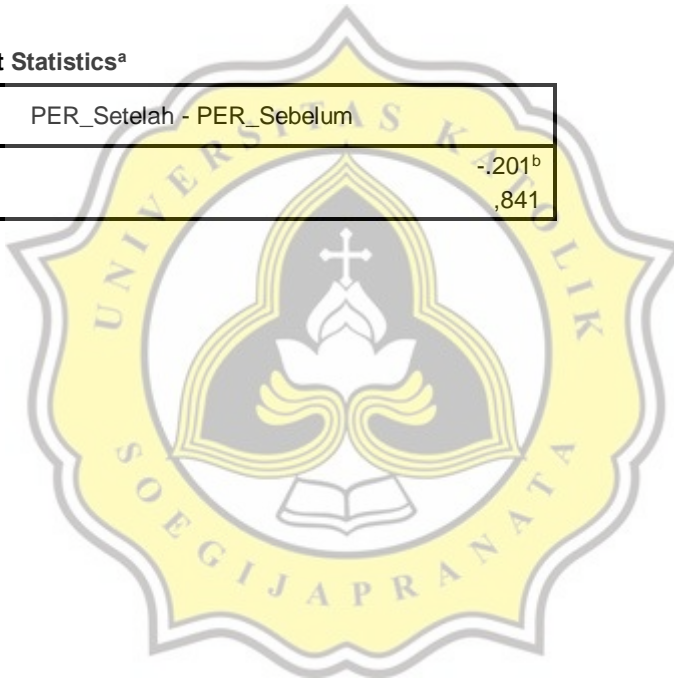 t Statisticsᵃ
PER_Setelah - PER_Sebelum
-.201ᵇ
,841
UNIVERSITAS KATOLIK
SOEGIJAPRANATA